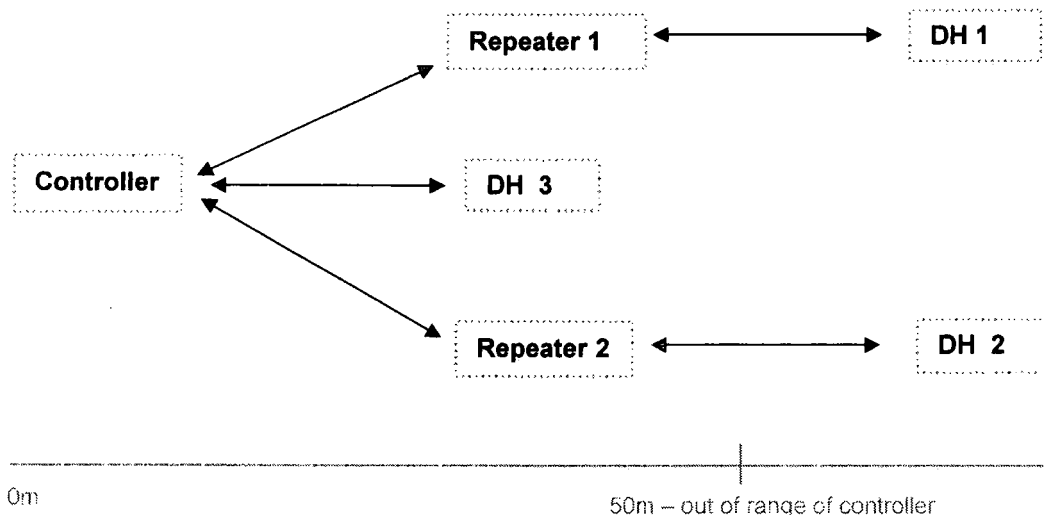 Repeater 1
DH 1
Controller
DH 3
Repeater 2
DH 2
0m
50m – out of range of controller